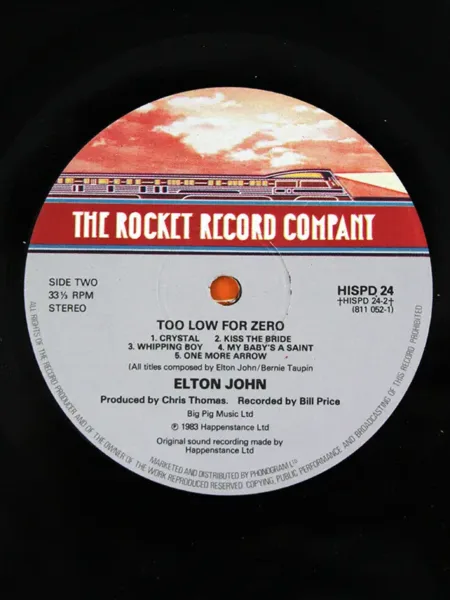 THE ROCKET RECORD COMPANY
SIDE TWO
33⅓ RPM
STEREO
HISPD 24
†HISPD 24-2†
(811 052-1)
TOO LOW FOR ZERO
1. CRYSTAL 2. KISS THE BRIDE
3. WHIPPING BOY 4. MY BABY'S A SAINT
5. ONE MORE ARROW
(All titles composed by Elton John/Bernie Taupin
ELTON JOHN
Produced by Chris Thomas. Recorded by Bill Price
Big Pig Music Ltd
℗ 1983 Happenstance Ltd
Original sound recording made by
Happenstance Ltd
MARKETED AND DISTRIBUTED BY PHONOGRAM LTD
ALL RIGHTS OF THE RECORD PRODUCER AND OF THE OWNER OF THE WORK REPRODUCED RESERVED. COPYING, PUBLIC PERFORMANCE AND BROADCASTING OF THIS RECORD PROHIBITED